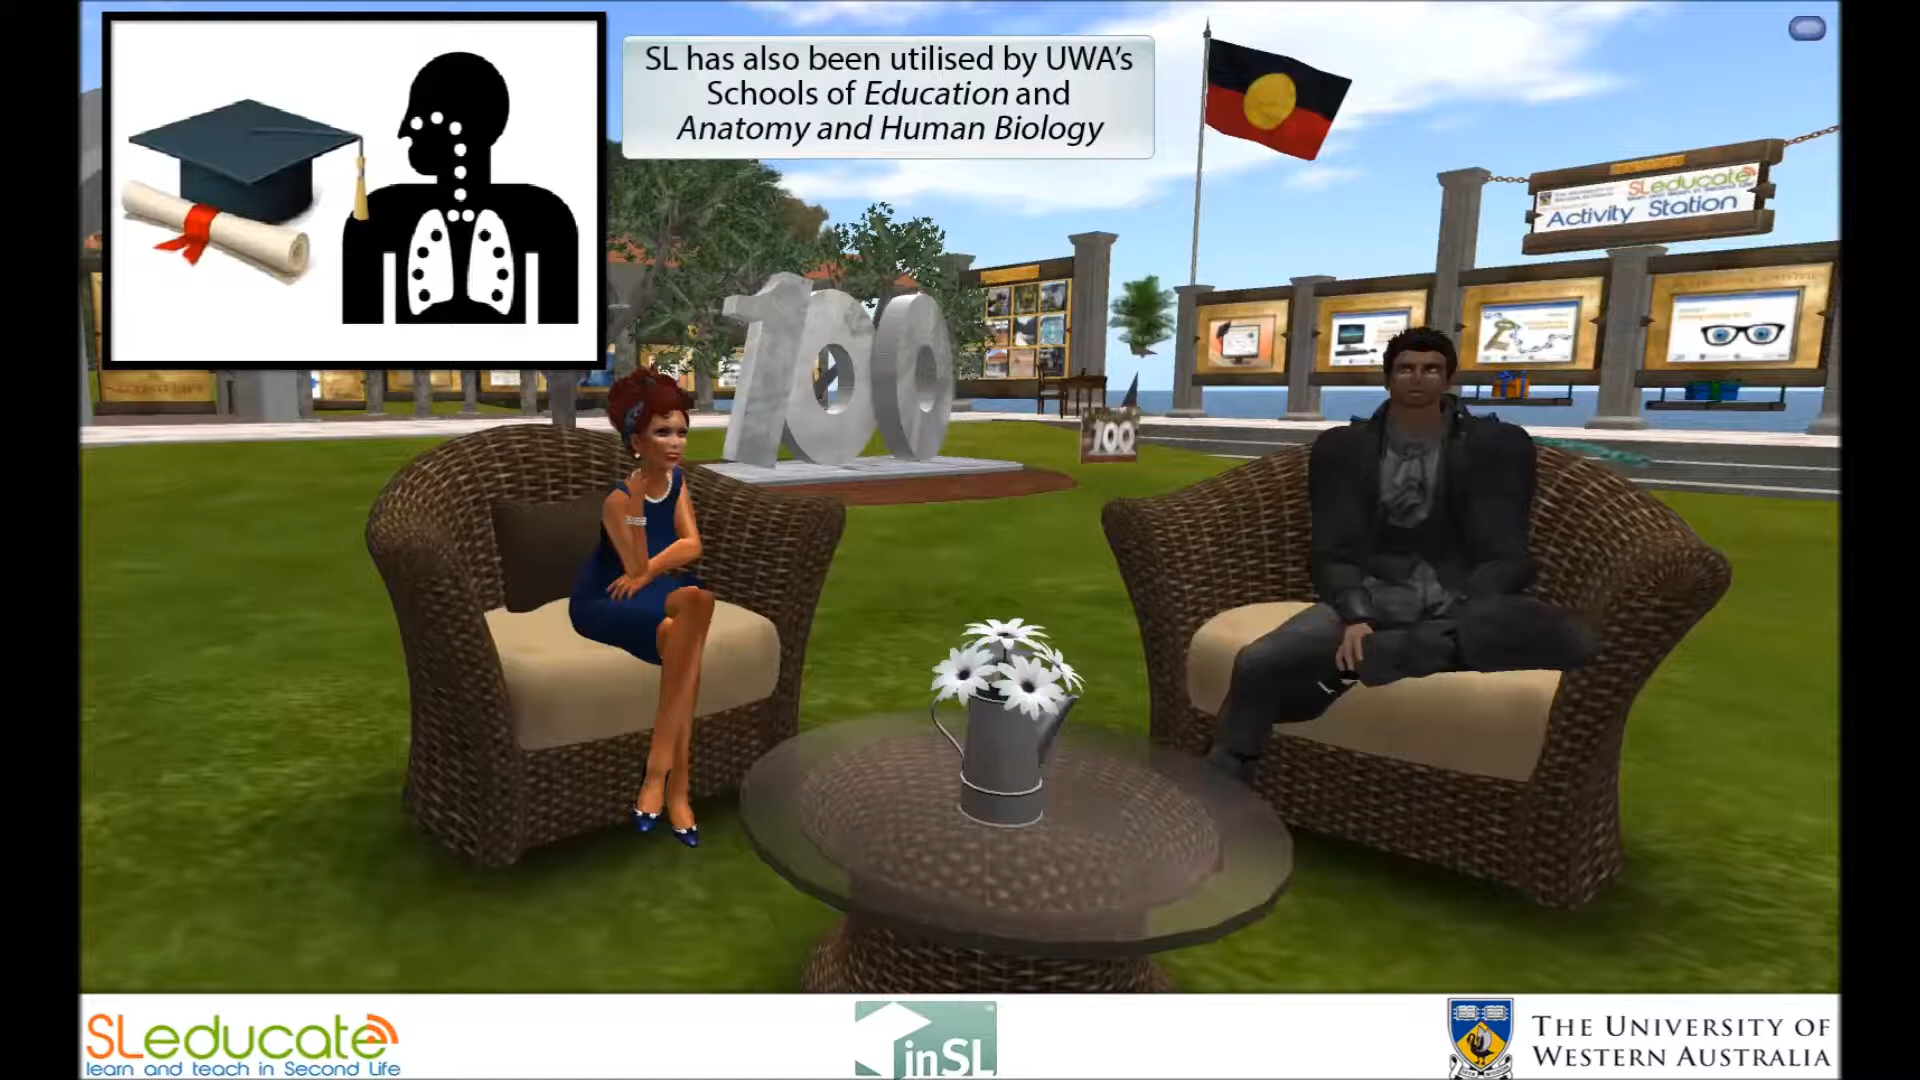 SL has also been utilised by UWA's
Schools of Education and
Anatomy and Human Biology
SLeducate
Activity Station
100
100
SLeducate
learn and teach in Second Life
inSL
THE UNIVERSITY OF
WESTERN AUSTRALIA